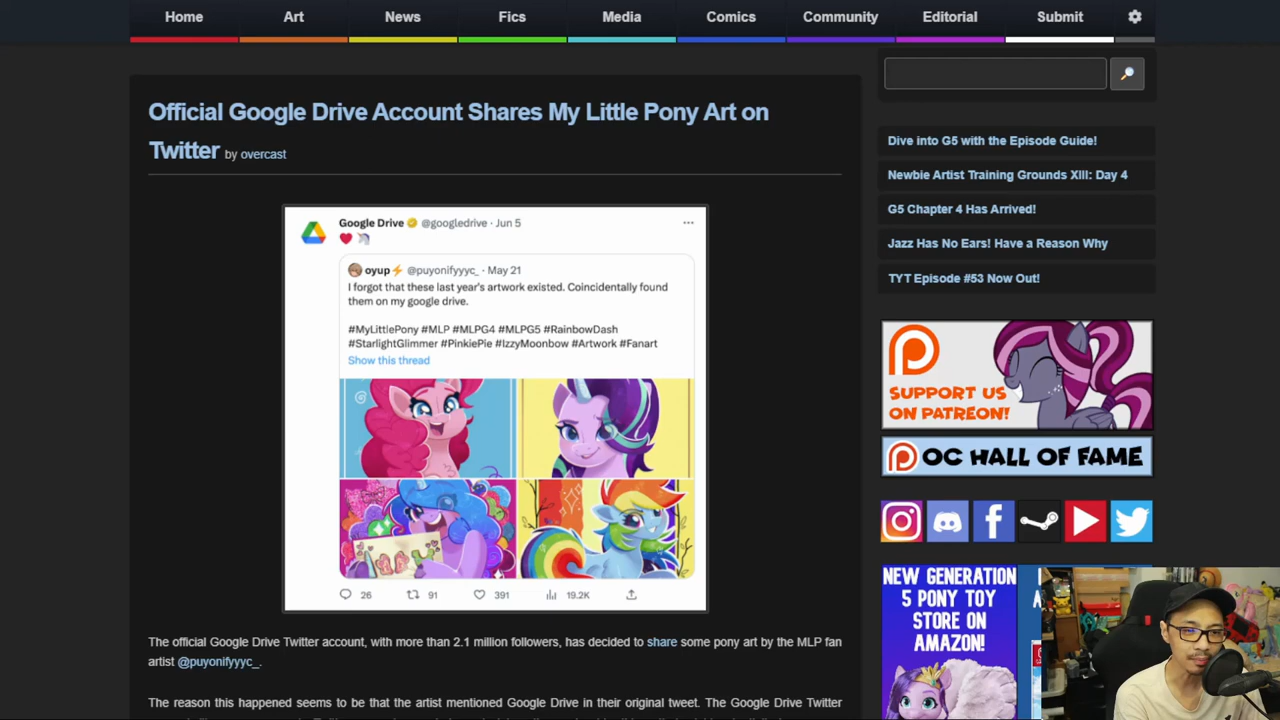 Home Art News Fics Media Comics Community Editorial Submit
Official Google Drive Account Shares My Little Pony Art on
Twitter by overcast
Google Drive @googledrive · Jun 5
oyup @puyonifyyyc_ · May 21
I forgot that these last year's artwork existed. Coincidentally found
them on my google drive.
#MyLittlePony #MLP #MLPG4 #MLPG5 #RainbowDash
#StarlightGlimmer #PinkiePie #IzzyMoonbow #Artwork #Fanart
Show this thread
26 91 391 19.2K
The official Google Drive Twitter account, with more than 2.1 million followers, has decided to share some pony art by the MLP fan
artist @puyonifyyyc_.
The reason this happened seems to be that the artist mentioned Google Drive in their original tweet. The Google Drive Twitter
Dive into G5 with the Episode Guide!
Newbie Artist Training Grounds XIII: Day 4
G5 Chapter 4 Has Arrived!
Jazz Has No Ears! Have a Reason Why
TYT Episode #53 Now Out!
SUPPORT US
ON PATREON!
OC HALL OF FAME
NEW GENERATION
5 PONY TOY
STORE ON
AMAZON!